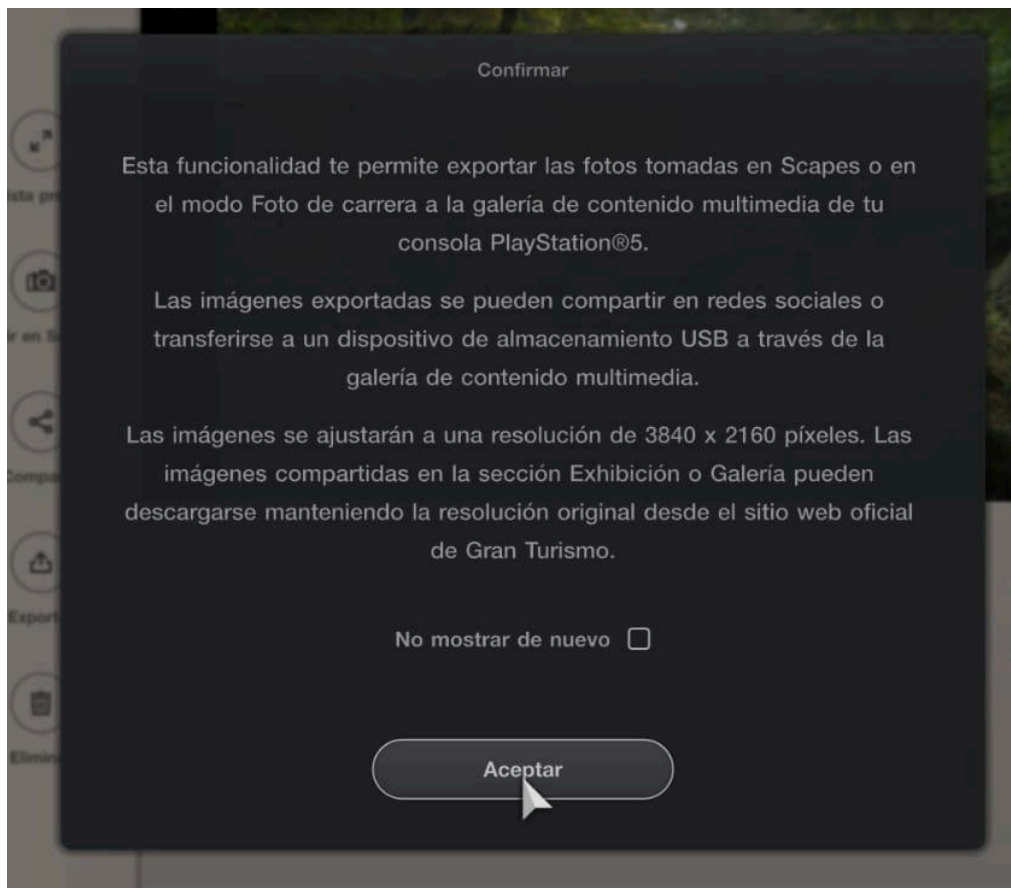 Confirmar
Esta funcionalidad te permite exportar las fotos tomadas en Scapes o en
el modo Foto de carrera a la galería de contenido multimedia de tu
consola PlayStation®5.
Las imágenes exportadas se pueden compartir en redes sociales o
transferirse a un dispositivo de almacenamiento USB a través de la
galería de contenido multimedia.
Las imágenes se ajustarán a una resolución de 3840 x 2160 píxeles. Las
imágenes compartidas en la sección Exhibición o Galería pueden
descargarse manteniendo la resolución original desde el sitio web oficial
de Gran Turismo.
No mostrar de nuevo
Aceptar